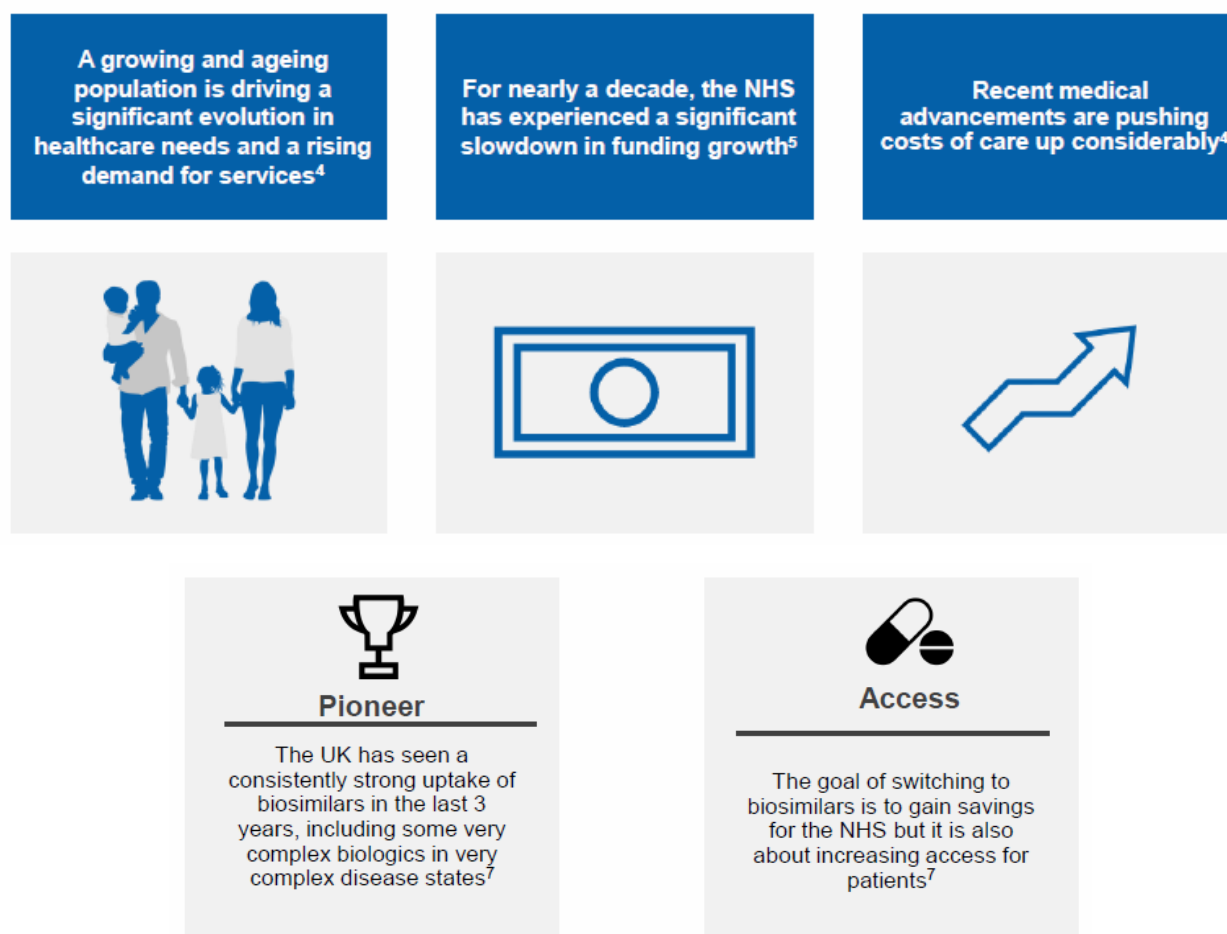 A growing and ageing
population is driving a
significant evolution in
healthcare needs and a rising
demand for services⁴
For nearly a decade, the NHS
has experienced a significant
slowdown in funding growth⁵
Recent medical
advancements are pushing
costs of care up considerably⁴
Pioneer
The UK has seen a
consistently strong uptake of
biosimilars in the last 3
years, including some very
complex biologics in very
complex disease states⁷
Access
The goal of switching to
biosimilars is to gain savings
for the NHS but it is also
about increasing access for
patients⁷